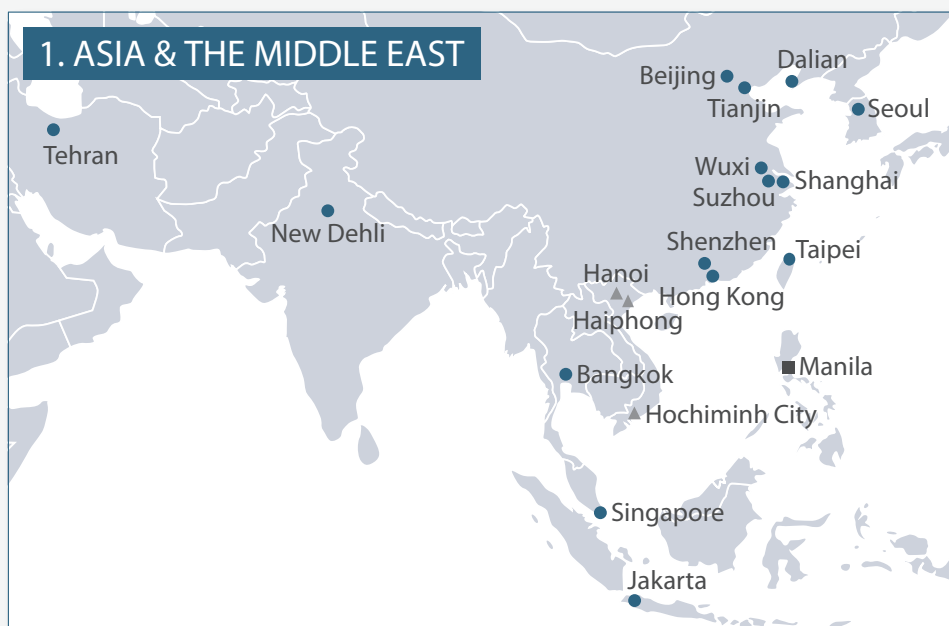 1. ASIA & THE MIDDLE EAST
Dalian
Beijing
Tianjin
Seoul
Tehran
Wuxi
Suzhou
Shanghai
New Dehli
Shenzhen
Taipei
Hanoi
Hong Kong
Haiphong
Manila
Bangkok
Hochiminh City
Singapore
Jakarta